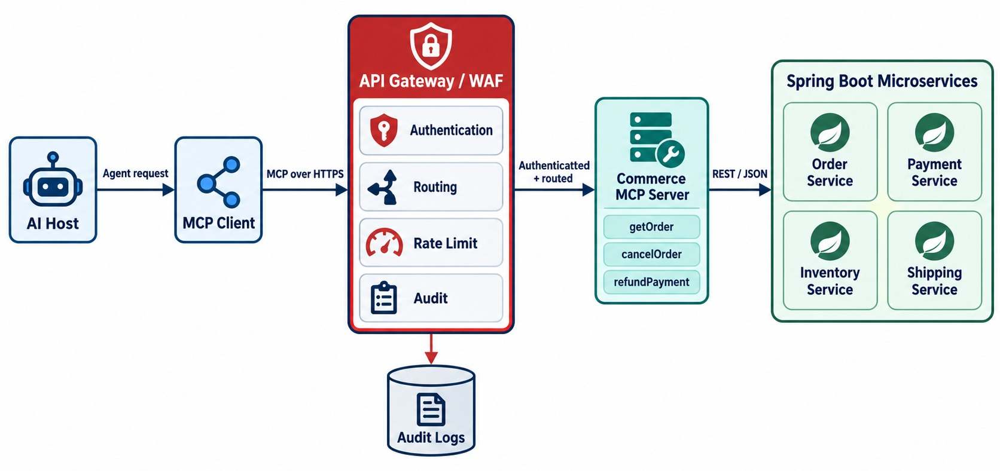 AI Host
Agent request
MCP Client
MCP over HTTPS
API Gateway / WAF
Authentication
Routing
Rate Limit
Audit
Audit Logs
Authenticatted
+ routed
Commerce
MCP Server
getOrder
cancelOrder
refundPayment
REST / JSON
Spring Boot Microservices
Order
Service
Payment
Service
Inventory
Service
Shipping
Service